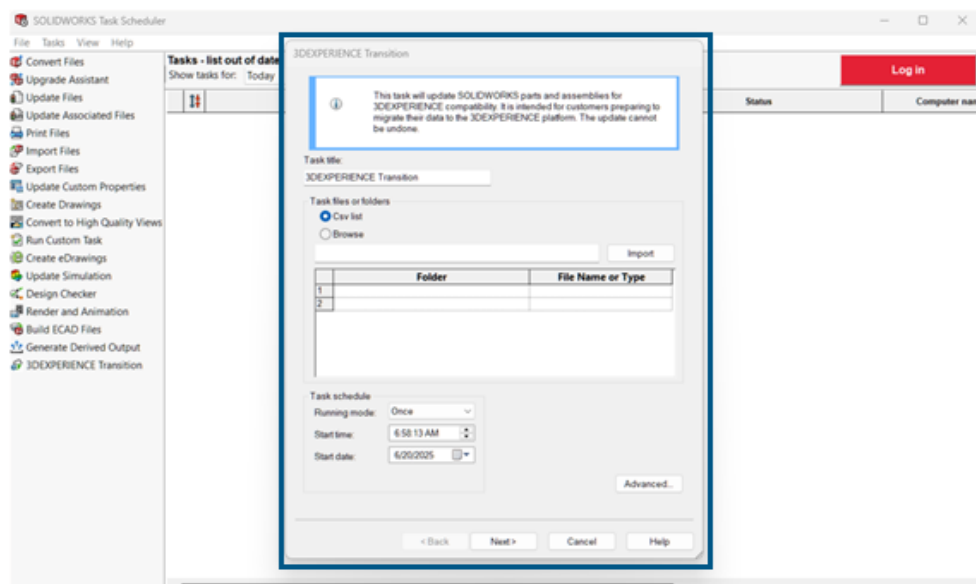 SOLIDWORKS Task Scheduler
File Tasks View Help
Convert Files
Upgrade Assistant
Update Files
Update Associated Files
Print Files
Import Files
Export Files
Update Custom Properties
Create Drawings
Convert to High Quality Views
Run Custom Task
Create eDrawings
Update Simulation
Design Checker
Render and Animation
Build ECAD Files
Generate Derived Output
3DEXPERIENCE Transition
Tasks - list out of date
Show tasks for: Today
Log in
Status
Computer nam
3DEXPERIENCE Transition
This task will update SOLIDWORKS parts and assemblies for
3DEXPERIENCE compatibility. It is intended for customers preparing to
migrate their data to the 3DEXPERIENCE platform. The update cannot
be undone.
Task title:
3DEXPERIENCE Transition
Task files or folders
Csv list
Browse
Import
Folder File Name or Type
1
2
Task schedule
Running mode: Once
Start time: 6:58:13 AM
Start date: 6/20/2025
Advanced...
< Back Next > Cancel Help